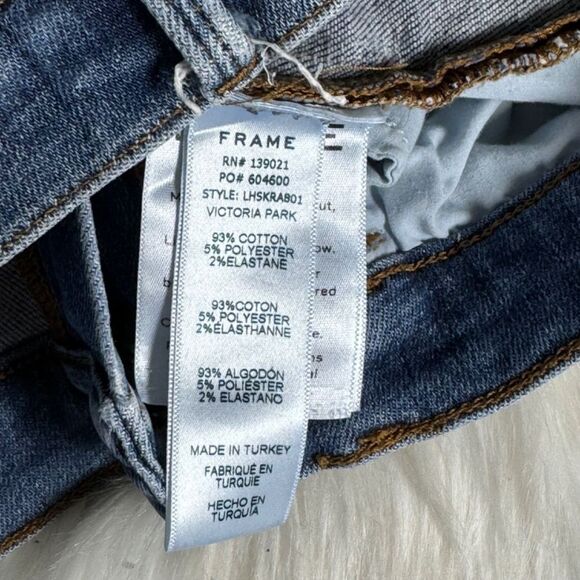 FRAME
RN# 139021
PO# 604600
STYLE: LHSKRAB01
VICTORIA PARK
93% COTTON
5% POLYESTER
2%ELASTANE
93%COTON
5% POLYESTER
2%ELASTHANNE
93% ALGODÓN
5% POLIÉSTER
2% ELASTANO
MADE IN TURKEY
FABRIQUÉ EN
TURQUIE
HECHO EN
TURQUÍA